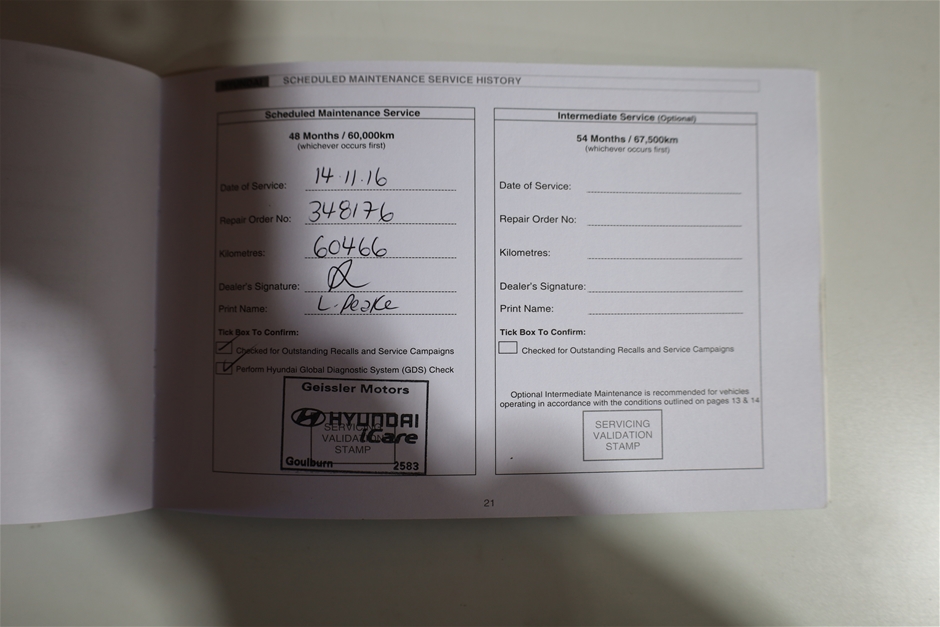 SCHEDULED MAINTENANCE SERVICE HISTORY
Scheduled Maintenance Service
48 Months / 60,000km
(whichever occurs first)
Date of Service: 14.11.16
Repair Order No: 348176
Kilometres: 60466
Dealer's Signature:
Print Name: L. Peake
Tick Box To Confirm:
Checked for Outstanding Recalls and Service Campaigns
Perform Hyundai Global Diagnostic System (GDS) Check
Geissler Motors
HYUNDAI
iCare
SERVICING
VALIDATION
STAMP
Goulburn 2583
Intermediate Service (Optional)
54 Months / 67,500km
(whichever occurs first)
Date of Service:
Repair Order No:
Kilometres:
Dealer's Signature:
Print Name:
Tick Box To Confirm:
Checked for Outstanding Recalls and Service Campaigns
Optional Intermediate Maintenance is recommended for vehicles
operating in accordance with the conditions outlined on pages 13 & 14
SERVICING
VALIDATION
STAMP
21